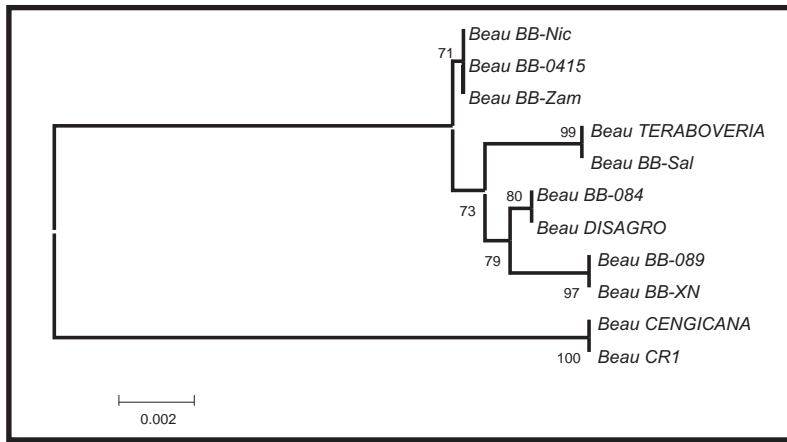 Beau BB-Nic
71
Beau BB-0415
Beau BB-Zam
99
Beau TERABOVERIA
Beau BB-Sal
80
Beau BB-084
73
Beau DISAGRO
79
Beau BB-089
97
Beau BB-XN
Beau CENGICANA
100
Beau CR1
0.002